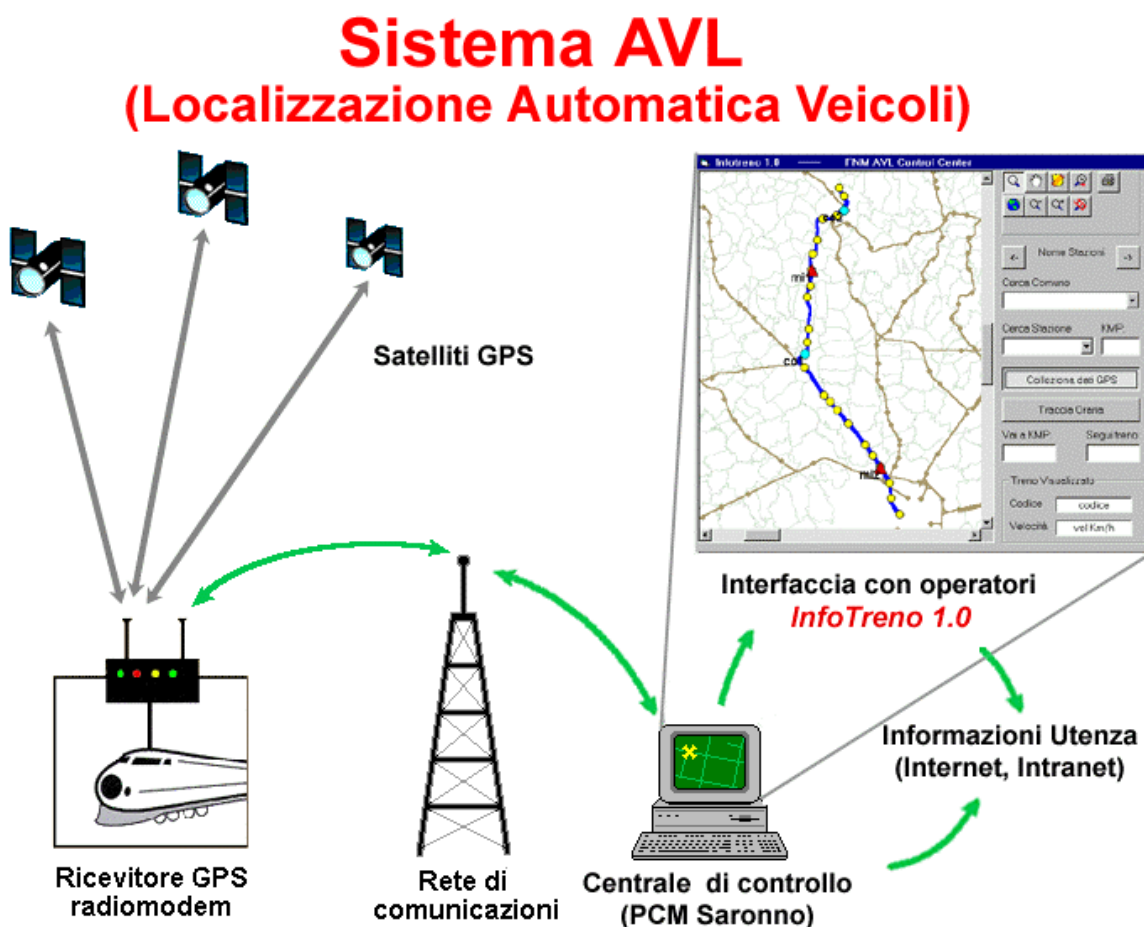 Sistema AVL
(Localizzazione Automatica Veicoli)
Satelliti GPS
Infotreno 1.0 FNM AVL Control Center
Nome Stazioni
Cerca Comune
Cerca Stazione KMP:
Collezione dati GPS
Traccia Oraria
Vai a KMP: Segui treno
Treno Visualizzato
Codice codice
Velocità vel Km/h
co
Interfaccia con operatori
InfoTreno 1.0
Informazioni Utenza
(Internet, Intranet)
Ricevitore GPS
radiomodem
Rete di
comunicazioni
Centrale di controllo
(PCM Saronno)